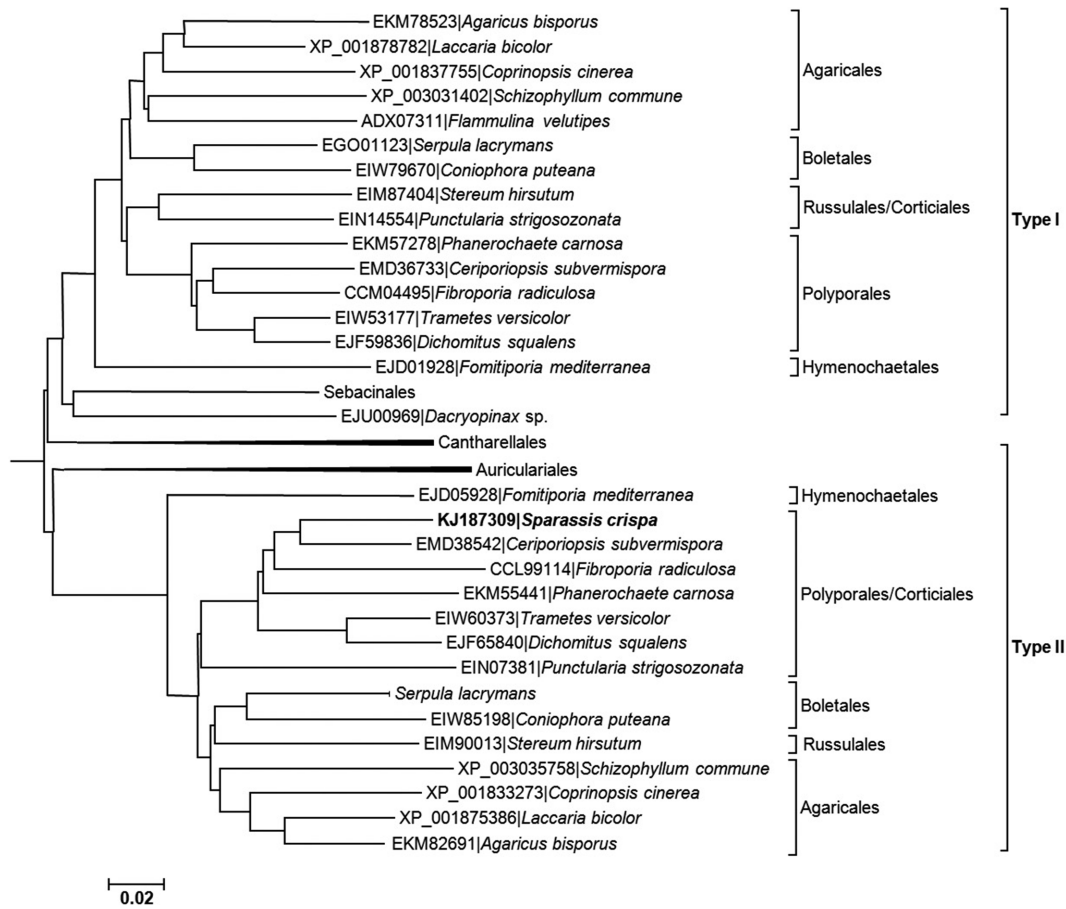 EKM78523|Agaricus bisporus
XP_001878782|Laccaria bicolor
XP_001837755|Coprinopsis cinerea
Agaricales
XP_003031402|Schizophyllum commune
ADX07311|Flammulina velutipes
EGO01123|Serpula lacrymans
Boletales
EIW79670|Coniophora puteana
EIM87404|Stereum hirsutum
Russulales/Corticiales
EIN14554|Punctularia strigosozonata
Type I
EKM57278|Phanerochaete carnosa
EMD36733|Ceriporiopsis subvermispora
CCM04495|Fibroporia radiculosa
Polyporales
EIW53177|Trametes versicolor
EJF59836|Dichomitus squalens
EJD01928|Fomitiporia mediterranea
Hymenochaetales
Sebacinales
EJU00969|Dacryopinax sp.
Cantharellales
Auriculariales
EJD05928|Fomitiporia mediterranea
Hymenochaetales
KJ187309|Sparassis crispa
EMD38542|Ceriporiopsis subvermispora
CCL99114|Fibroporia radiculosa
EKM55441|Phanerochaete carnosa
Polyporales/Corticiales
EIW60373|Trametes versicolor
EJF65840|Dichomitus squalens
Type II
EIN07381|Punctularia strigosozonata
Serpula lacrymans
Boletales
EIW85198|Coniophora puteana
EIM90013|Stereum hirsutum
Russulales
XP_003035758|Schizophyllum commune
XP_001833273|Coprinopsis cinerea
Agaricales
XP_001875386|Laccaria bicolor
EKM82691|Agaricus bisporus
0.02